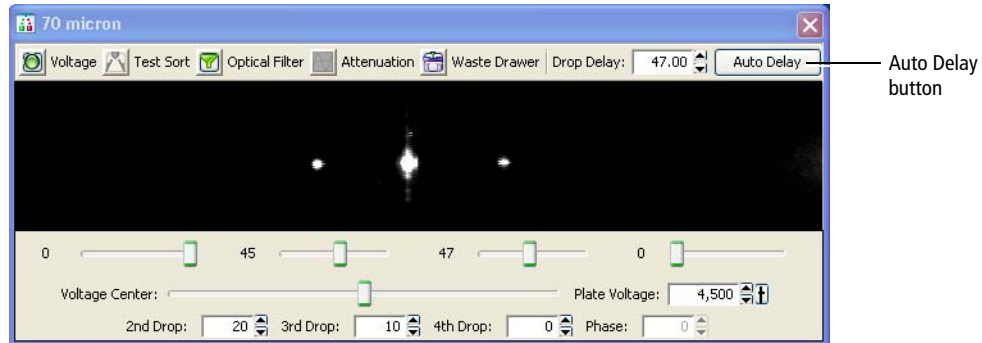 70 micron
Voltage Test Sort Optical Filter Attenuation Waste Drawer Drop Delay: 47.00 Auto Delay
Auto Delay
button
0 45 47 0
Voltage Center: Plate Voltage: 4,500
2nd Drop: 20 3rd Drop: 10 4th Drop: 0 Phase: 0